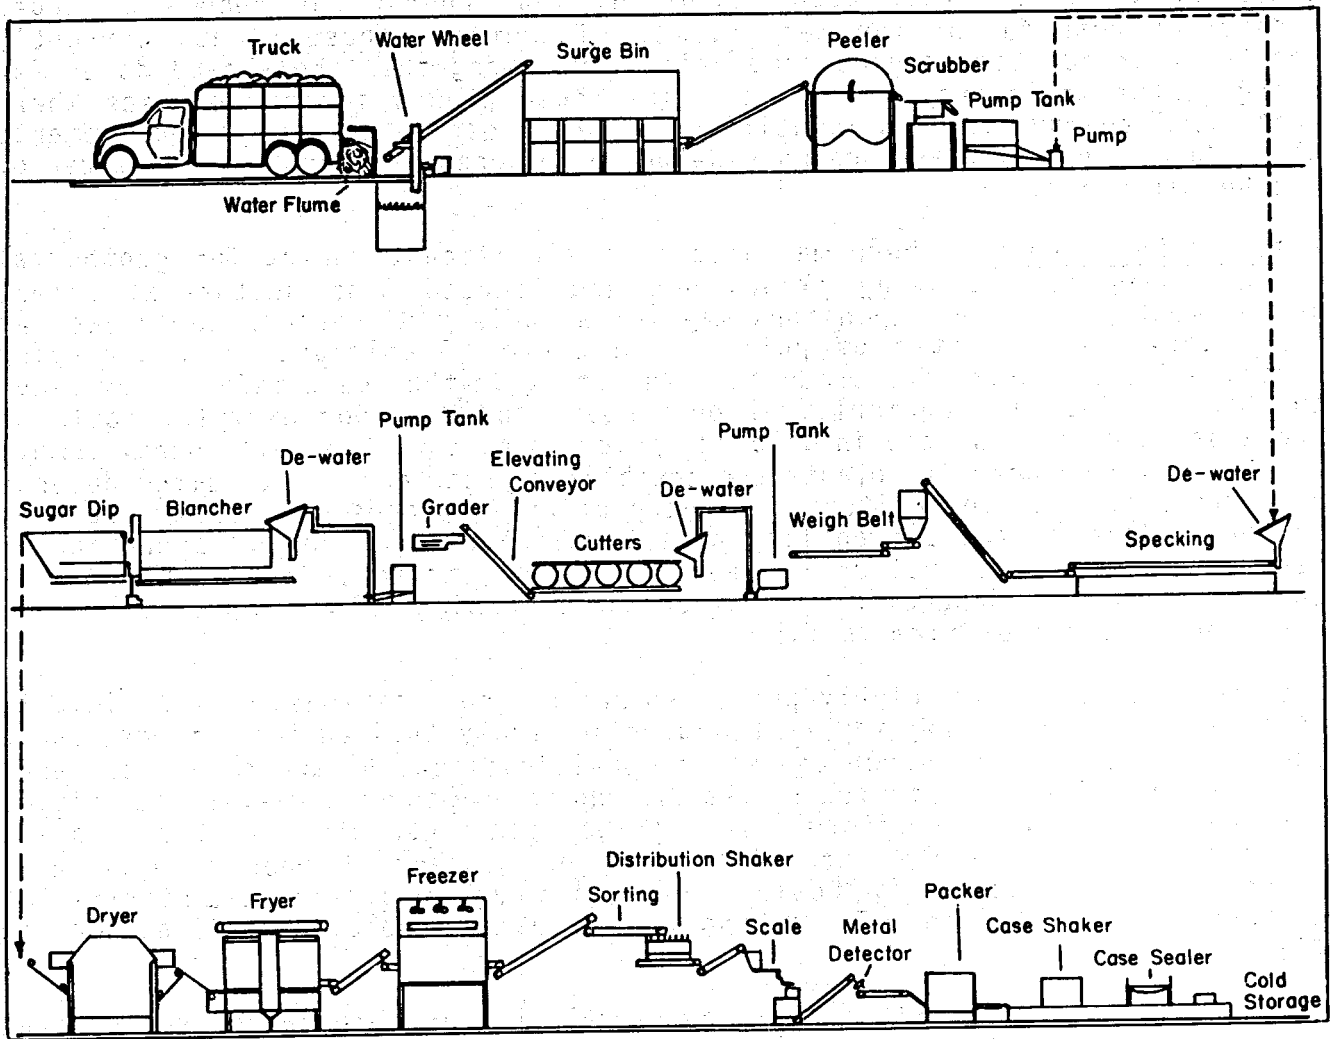 Truck
Water Wheel
Surge Bin
Peeler
Scrubber
Pump Tank
Pump
Water Flume
Pump Tank
De-water
Sugar Dip
Blancher
Grader
Elevating
Conveyor
Cutters
De-water
Pump Tank
Weigh Belt
Specking
De-water
Dryer
Fryer
Freezer
Distribution Shaker
Sorting
Scale
Metal
Detector
Packer
Case Shaker
Case Sealer
Cold
Storage